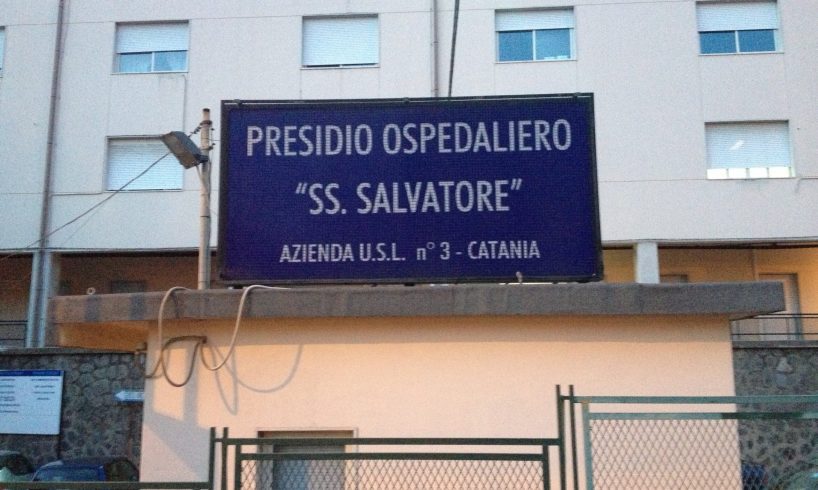 PRESIDIO OSPEDALIERO
"SS. SALVATORE"
AZIENDA U.S.L. n° 3 - CATANIA